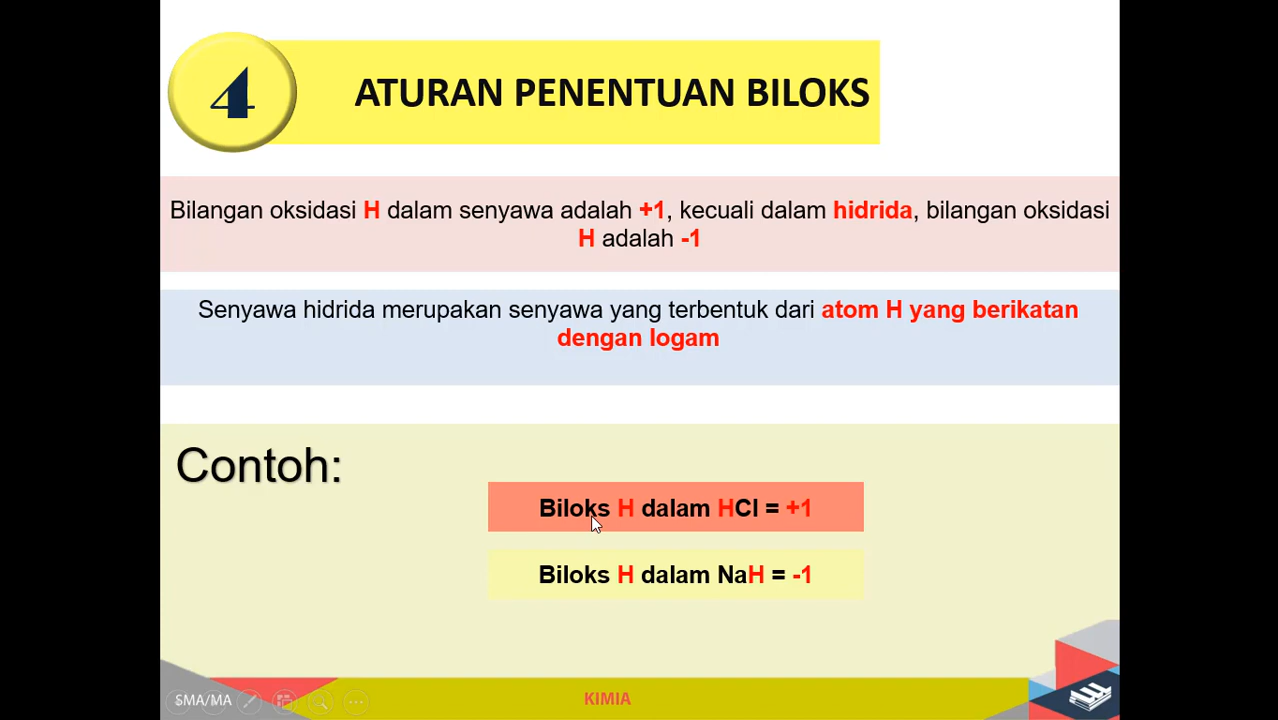 4
ATURAN PENENTUAN BILOKS
Bilangan oksidasi H dalam senyawa adalah +1, kecuali dalam hidrida, bilangan oksidasi
H adalah -1
Senyawa hidrida merupakan senyawa yang terbentuk dari atom H yang berikatan
dengan logam
Contoh:
Biloks H dalam HCl = +1
Biloks H dalam NaH = -1
SMA/MA
KIMIA